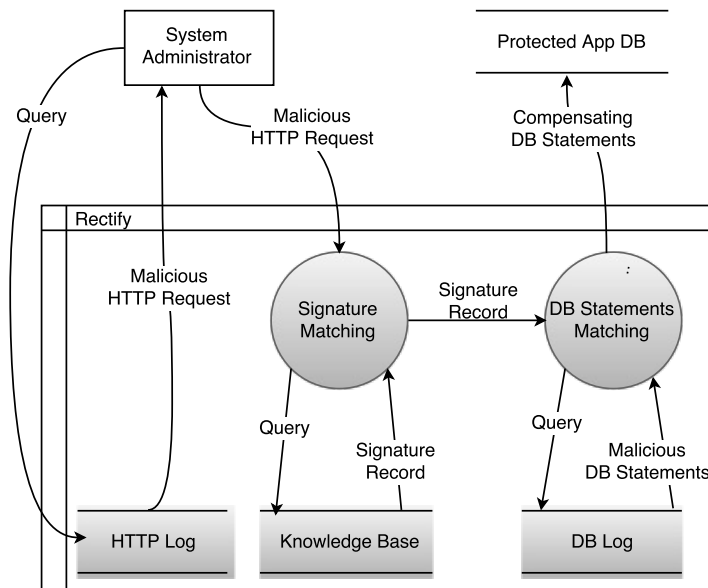 System
Administrator
Protected App DB
Query
Malicious
HTTP Request
Compensating
DB Statements
Rectify
Malicious
HTTP Request
Signature
Matching
Signature
Record
:
DB Statements
Matching
Query
Signature
Record
Query
Malicious
DB Statements
HTTP Log
Knowledge Base
DB Log